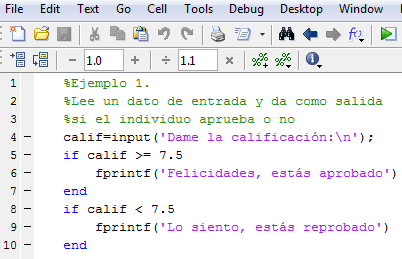 File Edit Text Go Cell Tools Debug Desktop Window
- 1.0 + ÷ 1.1 ×
1 %Ejemplo 1.
2 %Lee un dato de entrada y da como salida
3 %si el individuo aprueba o no
4 - calif=input('Dame la calificación:\n');
5 - if calif >= 7.5
6 - fprintf('Felicidades, estás aprobado')
7 - end
8 - if calif < 7.5
9 - fprintf('Lo siento, estás reprobado')
10 - end